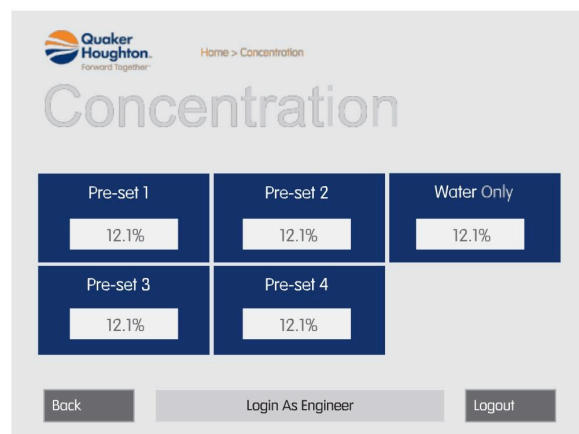 Quaker
Houghton.
Forward Together™
Home > Concentration
Concentration
Pre-set 1
Pre-set 2
Water Only
12.1%
12.1%
12.1%
Pre-set 3
Pre-set 4
12.1%
12.1%
Back
Login As Engineer
Logout